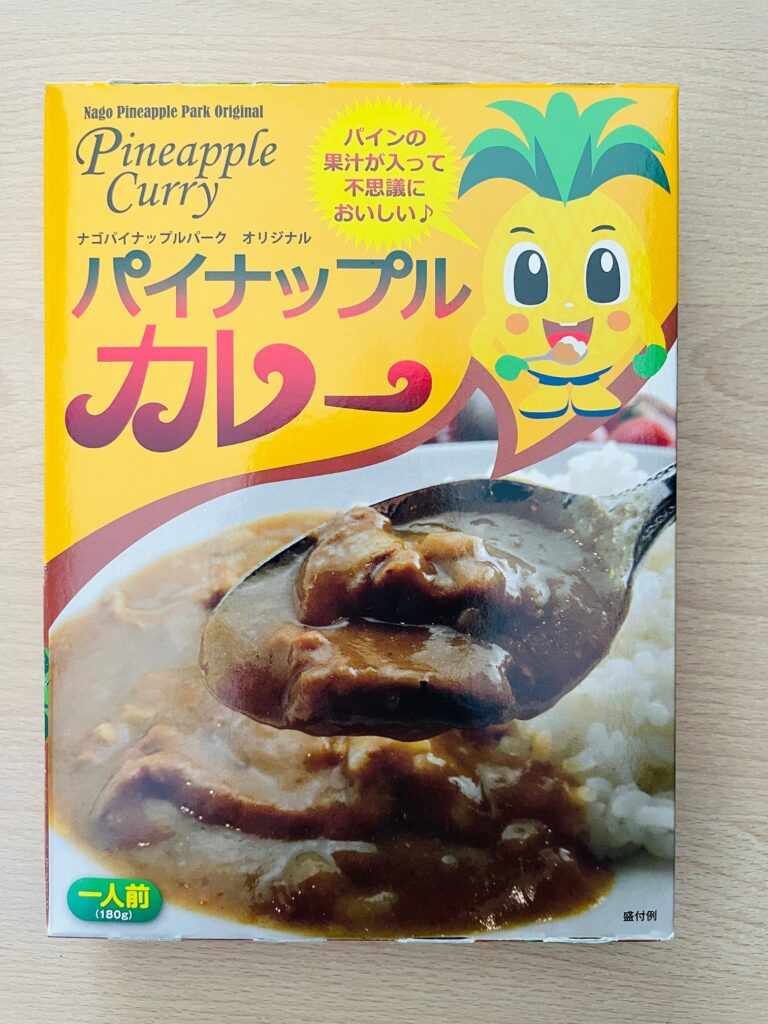 Nago Pineapple Park Original
Pineapple
Curry
パインの
果汁が入って
不思議に
おいしい♪
ナゴパイナップルパーク オリジナル
パイナップル
カレー
一人前
(180g)
盛付例